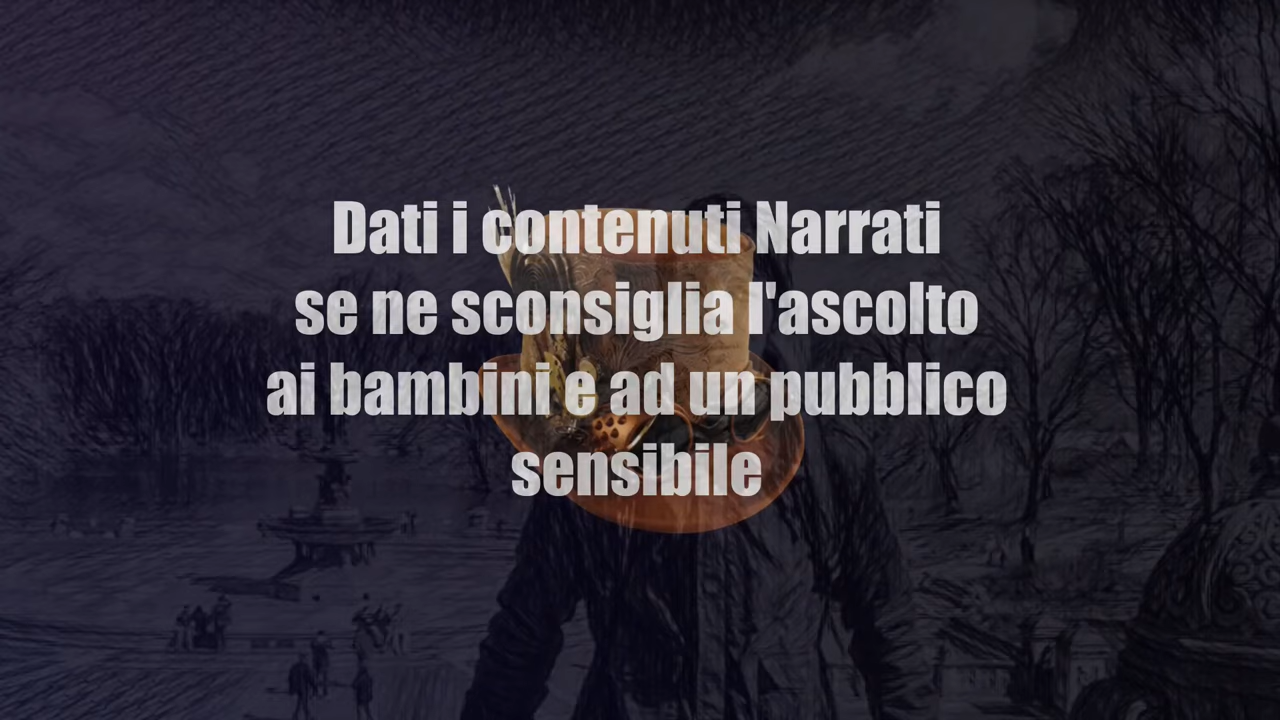 Dati i contenuti Narrati
se ne sconsiglia l'ascolto
ai bambini e ad un pubblico
sensibile